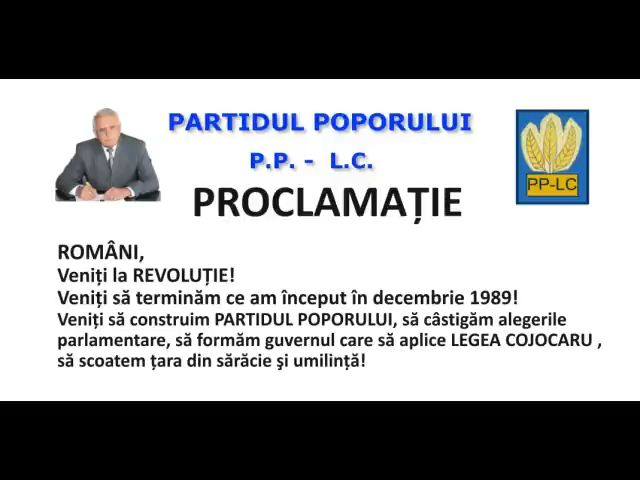 PARTIDUL POPORULUI
P.P. - L.C.
PP-LC
PROCLAMAȚIE
ROMÂNI,
Veniți la REVOLUȚIE!
Veniți să terminăm ce am început în decembrie 1989!
Veniți să construim PARTIDUL POPORULUI, să câstigăm alegerile
parlamentare, să formăm guvernul care să aplice LEGEA COJOCARU ,
să scoatem țara din sărăcie şi umilință!